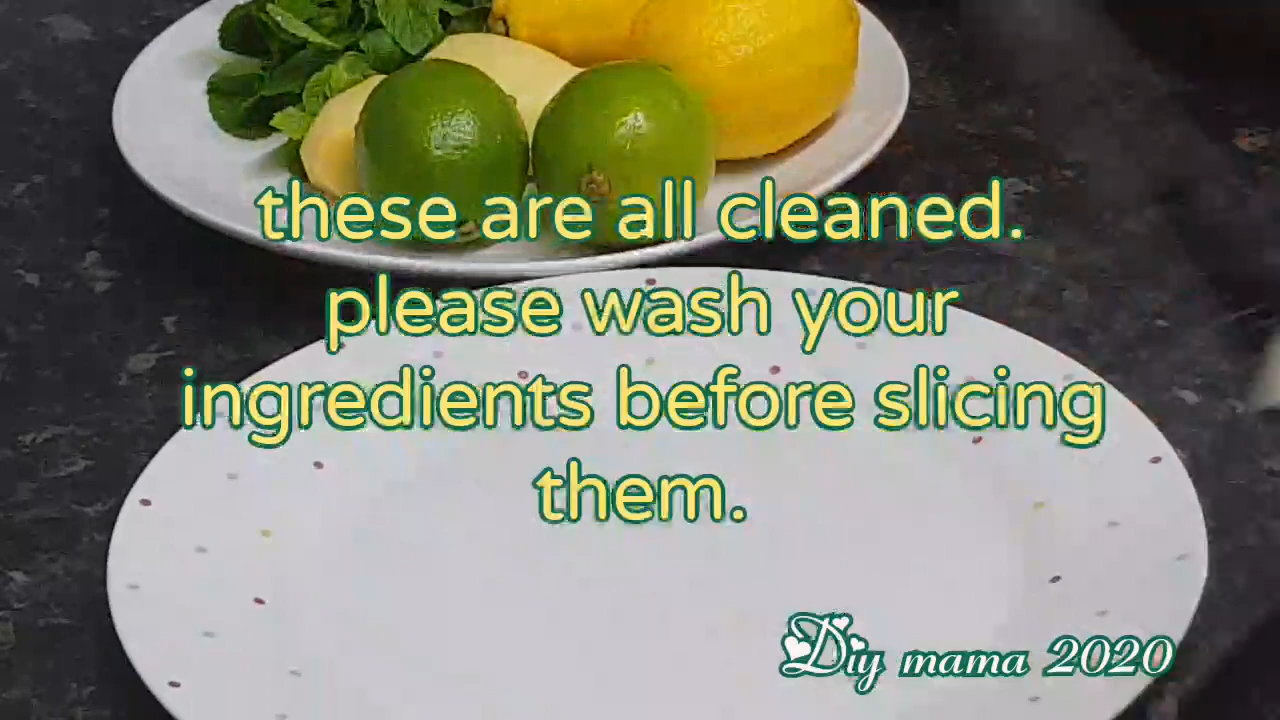 these are all cleaned.
please wash your
ingredients before slicing
them.
Diy mama 2020